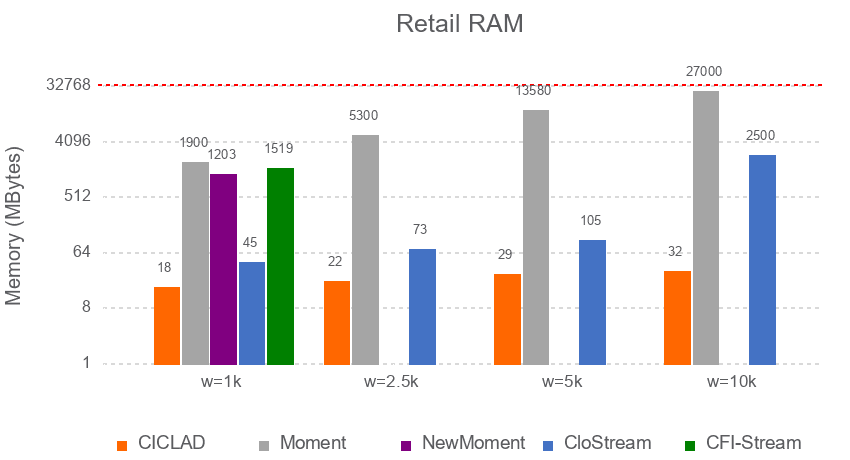 Retail RAM
Memory (MBytes)
32768
4096
512
64
8
1
18
1900
1203
45
1519
22
5300
73
29
13580
105
32
27000
2500
w=1k
w=2.5k
w=5k
w=10k
CICLAD
Moment
NewMoment
CloStream
CFI-Stream